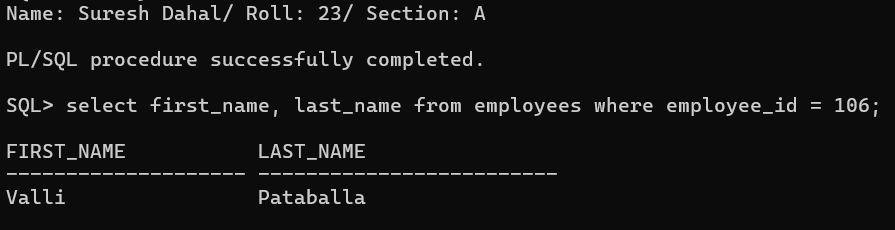 Name: Suresh Dahal/ Roll: 23/ Section: A
PL/SQL procedure successfully completed.
SQL> select first_name, last_name from employees where employee_id = 106;
FIRST_NAME           LAST_NAME
-------------------- -------------------------
Valli                Pataballa